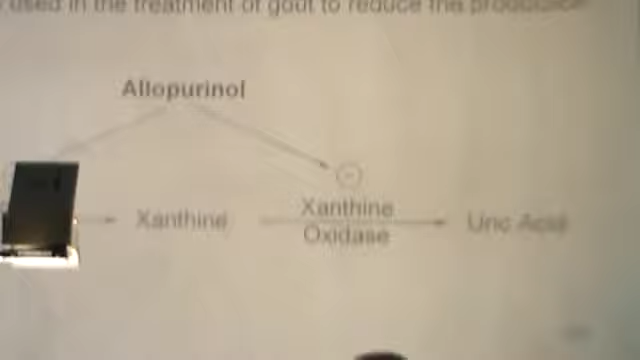 used in the treatment of gout to reduce the production
Allopurinol
-
Xanthine
Xanthine
Oxidase
Uric Acid